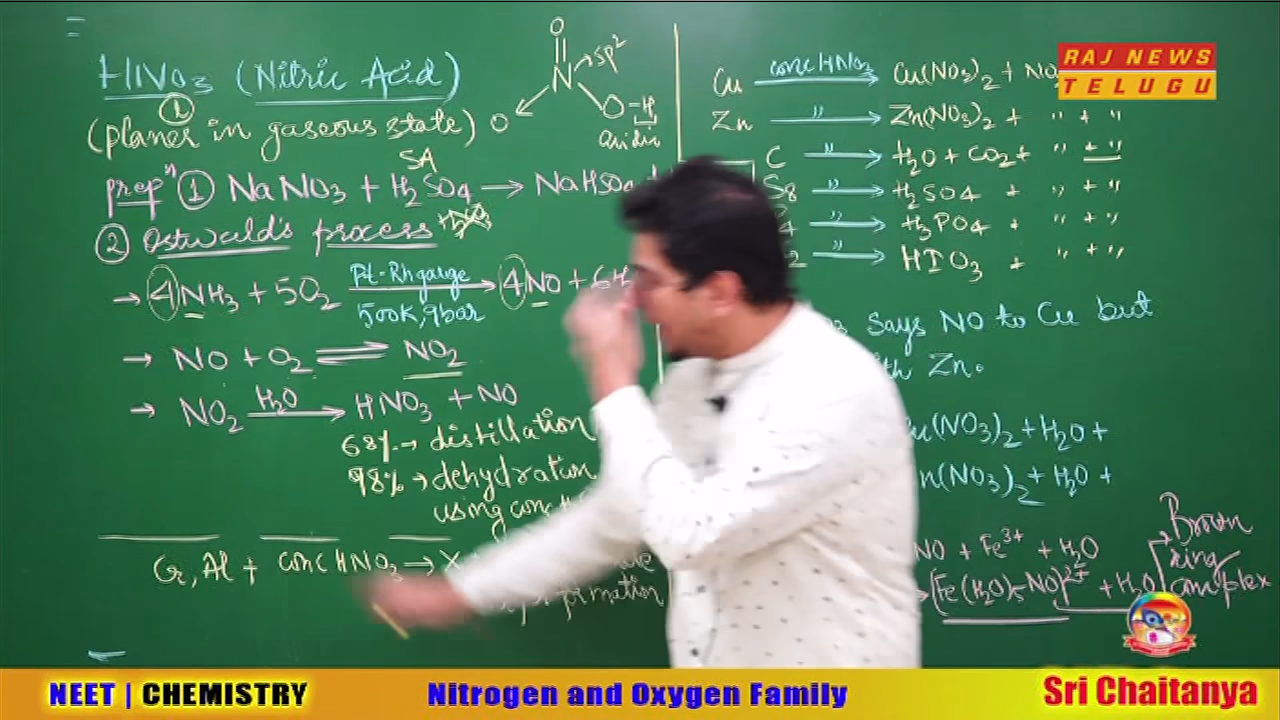 HNO3 (Nitric Acid)
(planer in gaseous state)
O
N
sp²
O
O-H
acidic
SA
prepⁿ ① NaNO3 + H2SO4 → NaHSO4
② Ostwald's process
→ 4NH3 + 5O2 Pt-Rh gauge 500K, 9bar → 4NO + 6H
→ NO + O2 ⇌ NO2
→ NO2 H2O → HNO3 + NO
68% → distillation
98% → dehydration
using conc H
Cr, Al + conc HNO3 → X
formation
Cu conc HNO3 → Cu(NO3)2 + NO
Zn " → Zn(NO3)2 + " + "
C " → H2O + CO2 + " + "
S8 " → H2SO4 + " + "
4 " → H3PO4 + " + "
2 " → HIO3 + " + "
says NO to Cu but
Zn.
(NO3)2 + H2O +
(NO3)2 + H2O +
NO + Fe³⁺ + H2O
[Fe(H2O)5NO]²⁺ + H2O
Brown
ring
complex
RAJ NEWS
TELUGU
NEET | CHEMISTRY
Nitrogen and Oxygen Family
Sri Chaitanya